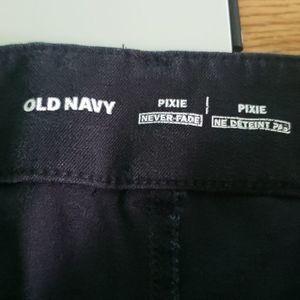 OLD NAVY
PIXIE | PIXIE
NEVER-FADE NE DÉTEINT PAS